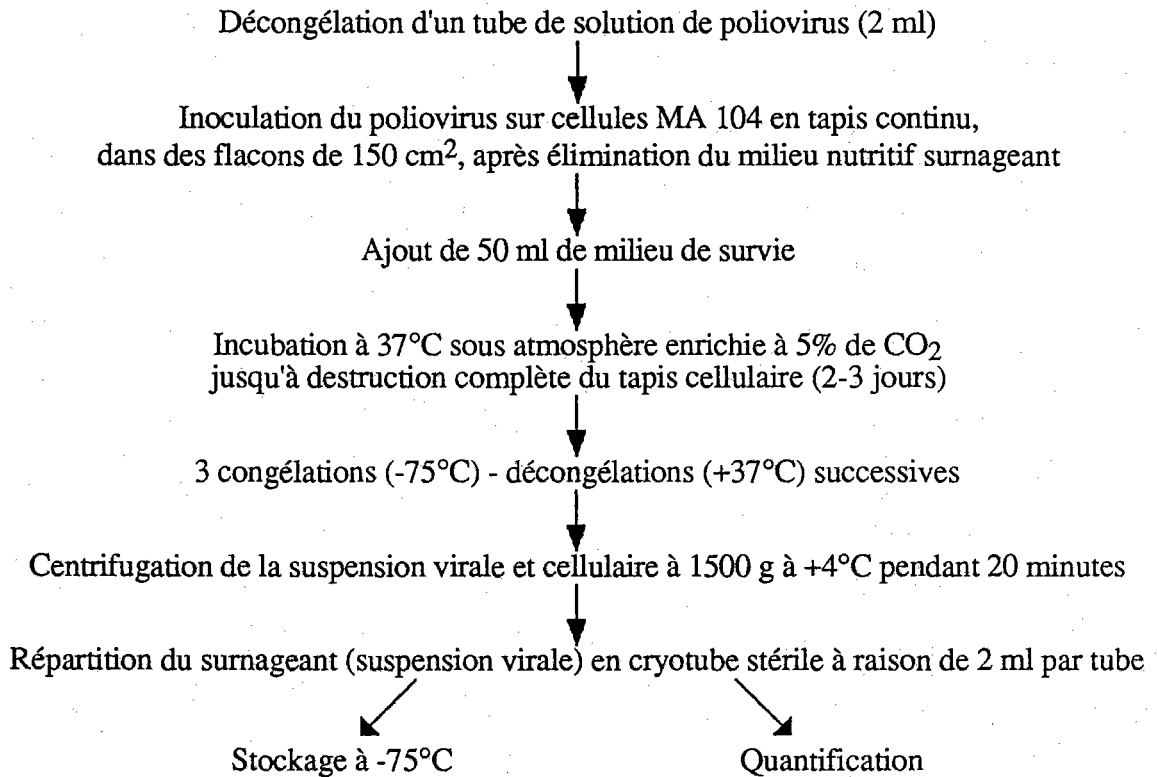 Décongélation d'un tube de solution de poliovirus (2 ml)
Inoculation du poliovirus sur cellules MA 104 en tapis continu,
dans des flacons de 150 cm², après élimination du milieu nutritif surnageant
Ajout de 50 ml de milieu de survie
Incubation à 37°C sous atmosphère enrichie à 5% de CO₂
jusqu'à destruction complète du tapis cellulaire (2-3 jours)
3 congélations (-75°C) - décongélations (+37°C) successives
Centrifugation de la suspension virale et cellulaire à 1500 g à +4°C pendant 20 minutes
Répartition du surnageant (suspension virale) en cryotube stérile à raison de 2 ml par tube
Stockage à -75°C
Quantification